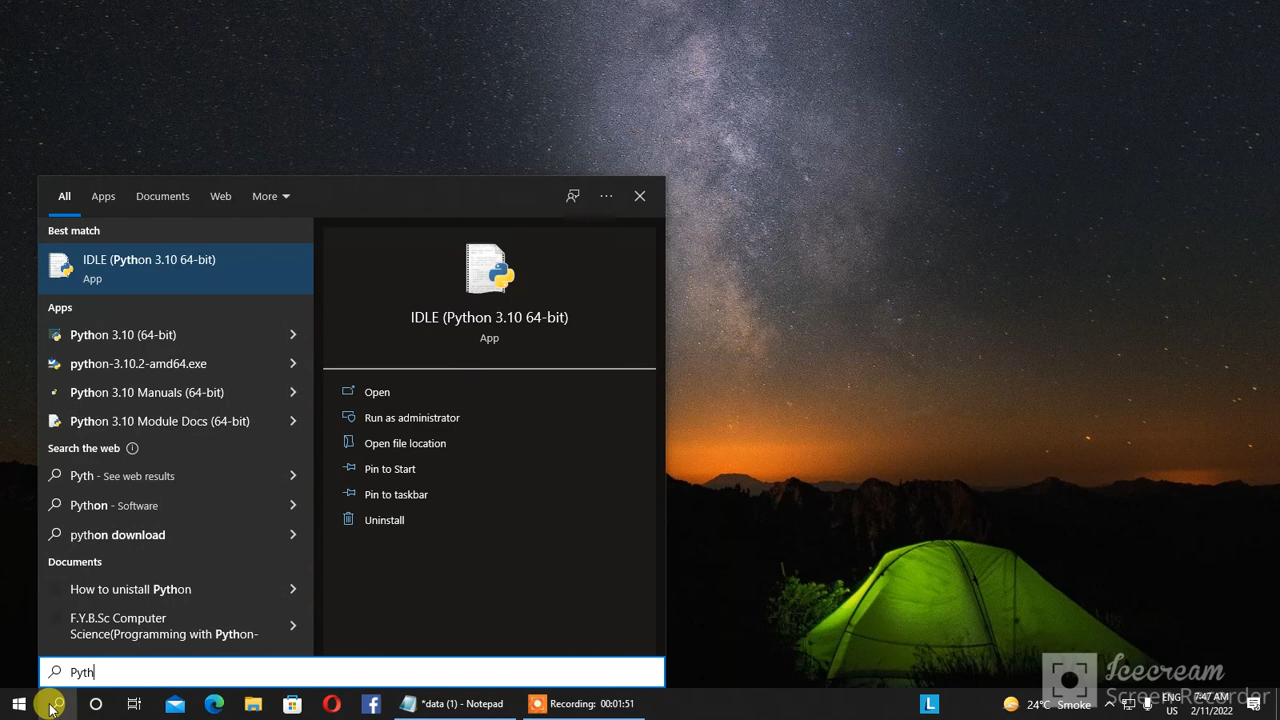 All
Apps
Documents
Web
More
Best match
IDLE (Python 3.10 64-bit)
App
Apps
Python 3.10 (64-bit)
python-3.10.2-amd64.exe
Python 3.10 Manuals (64-bit)
Python 3.10 Module Docs (64-bit)
Search the web
Pyth - See web results
Python - Software
python download
Documents
How to unistall Python
F.Y.B.Sc Computer
Science(Programming with Python-
IDLE (Python 3.10 64-bit)
App
Open
Run as administrator
Open file location
Pin to Start
Pin to taskbar
Uninstall
Pyth
*data (1) - Notepad
Recording: 00:01:51
L
24°C Smoke
ENG
US
7:47 AM
2/11/2022
Icecream
Screen Recorder